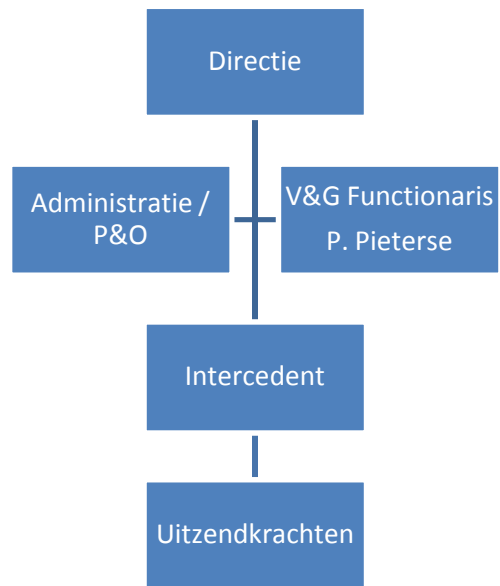 Directie
Administratie /
P&O
V&G Functionaris
P. Pieterse
Intercedent
Uitzendkrachten